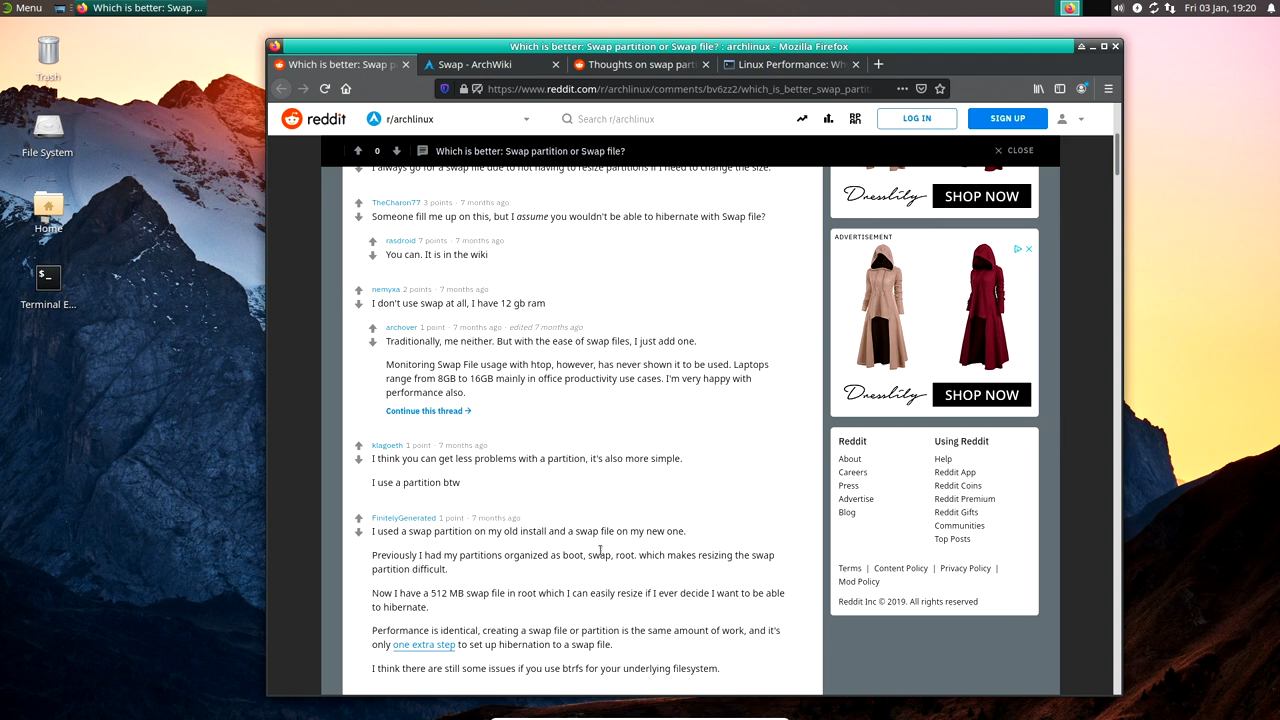 Menu
Which is better: Swap ...
Fri 03 Jan, 19:20
Trash
File System
Home
Terminal E...
Which is better: Swap partition or Swap file? : archlinux - Mozilla Firefox
Which is better: Swap p
Swap - ArchWiki
Thoughts on swap parti
Linux Performance: Wh
https://www.reddit.com/r/archlinux/comments/bv6zz2/which_is_better_swap_partit
reddit
r/archlinux
Search r/archlinux
LOG IN
SIGN UP
0
Which is better: Swap partition or Swap file?
CLOSE
I always go for a swap file due to not having to resize partitions if I need to change the size.
TheCharon77 3 points · 7 months ago
Someone fill me up on this, but I assume you wouldn't be able to hibernate with Swap file?
rasdroid 7 points · 7 months ago
You can. It is in the wiki
nemyxa 2 points · 7 months ago
I don't use swap at all, I have 12 gb ram
archover 1 point · 7 months ago · edited 7 months ago
Traditionally, me neither. But with the ease of swap files, I just add one.
Monitoring Swap File usage with htop, however, has never shown it to be used. Laptops
range from 8GB to 16GB mainly in office productivity use cases. I'm very happy with
performance also.
Continue this thread →
klagoeth 1 point · 7 months ago
I think you can get less problems with a partition, it's also more simple.
I use a partition btw
FinitelyGenerated 1 point · 7 months ago
I used a swap partition on my old install and a swap file on my new one.
Previously I had my partitions organized as boot, swap, root. which makes resizing the swap
partition difficult.
Now I have a 512 MB swap file in root which I can easily resize if I ever decide I want to be able
to hibernate.
Performance is identical, creating a swap file or partition is the same amount of work, and it's
only one extra step to set up hibernation to a swap file.
I think there are still some issues if you use btrfs for your underlying filesystem.
Dresslily
SHOP NOW
ADVERTISEMENT
Dresslily
SHOP NOW
Reddit
About
Careers
Press
Advertise
Blog
Using Reddit
Help
Reddit App
Reddit Coins
Reddit Premium
Reddit Gifts
Communities
Top Posts
Terms | Content Policy | Privacy Policy |
Mod Policy
Reddit Inc © 2019. All rights reserved